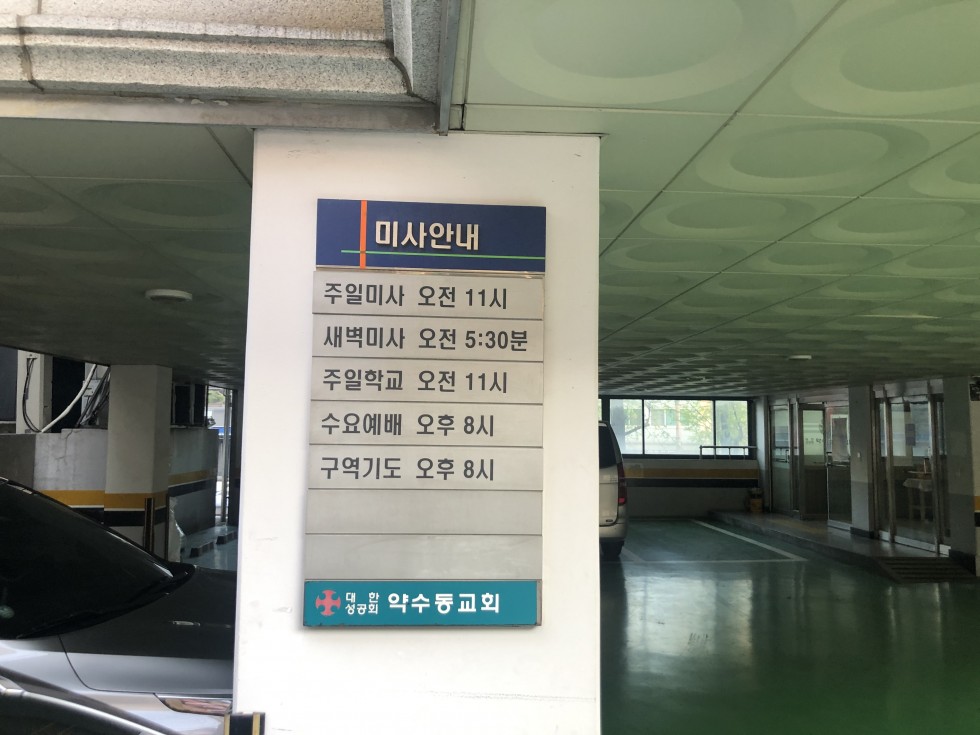 미사안내
주일미사 오전 11시
새벽미사 오전 5:30분
주일학교 오전 11시
수요예배 오후 8시
구역기도 오후 8시
대한
성공회
약수동교회